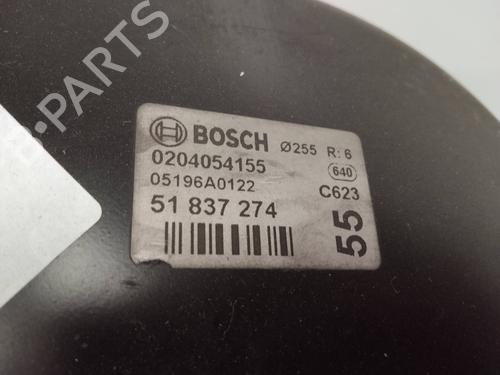 B-PARTS
BOSCH Ø255 R: 6
0204054155 640
05196A0122 C623
51 837 274
55